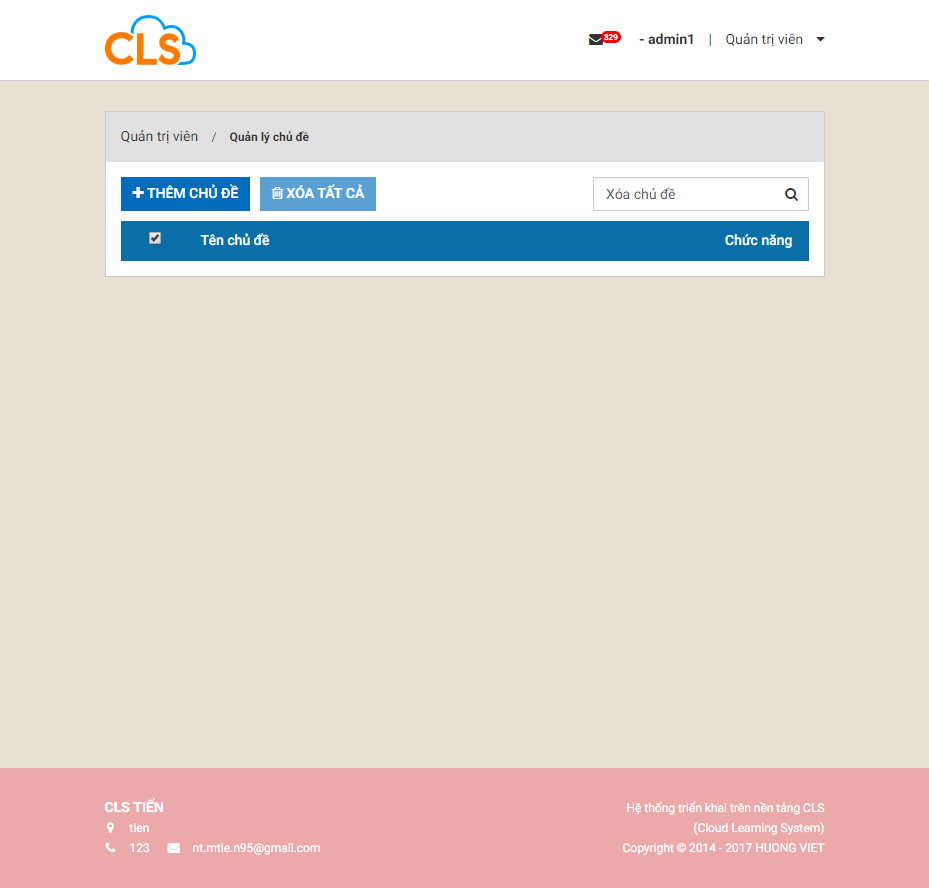 CLS
329
- admin1 | Quản trị viên
Quản trị viên / Quản lý chủ đề
THÊM CHỦ ĐỀ
XÓA TẤT CẢ
Xóa chủ đề
Tên chủ đề
Chức năng
CLS TIẾN
tien
123
nt.mtie.n95@gmail.com
Hệ thống triển khai trên nền tảng CLS
(Cloud Learning System)
Copyright © 2014 - 2017 HUONG VIET